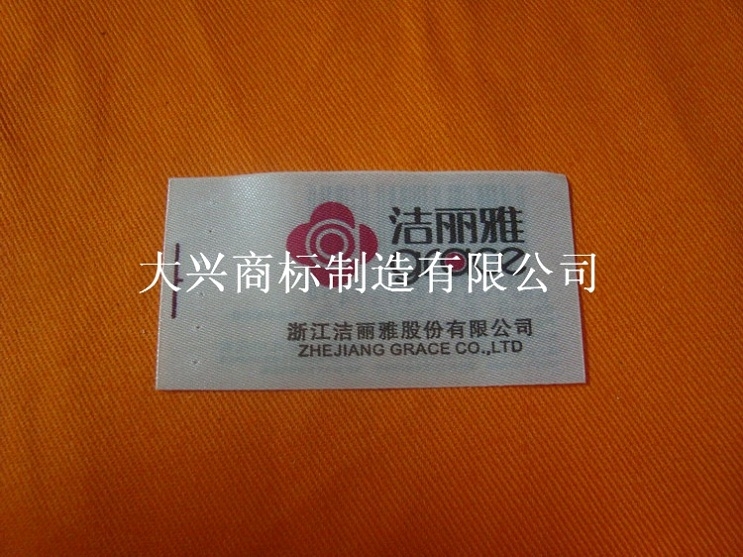 洁丽雅
grace
大兴商标制造有限公司
浙江洁丽雅股份有限公司
ZHEJIANG GRACE CO.,LTD